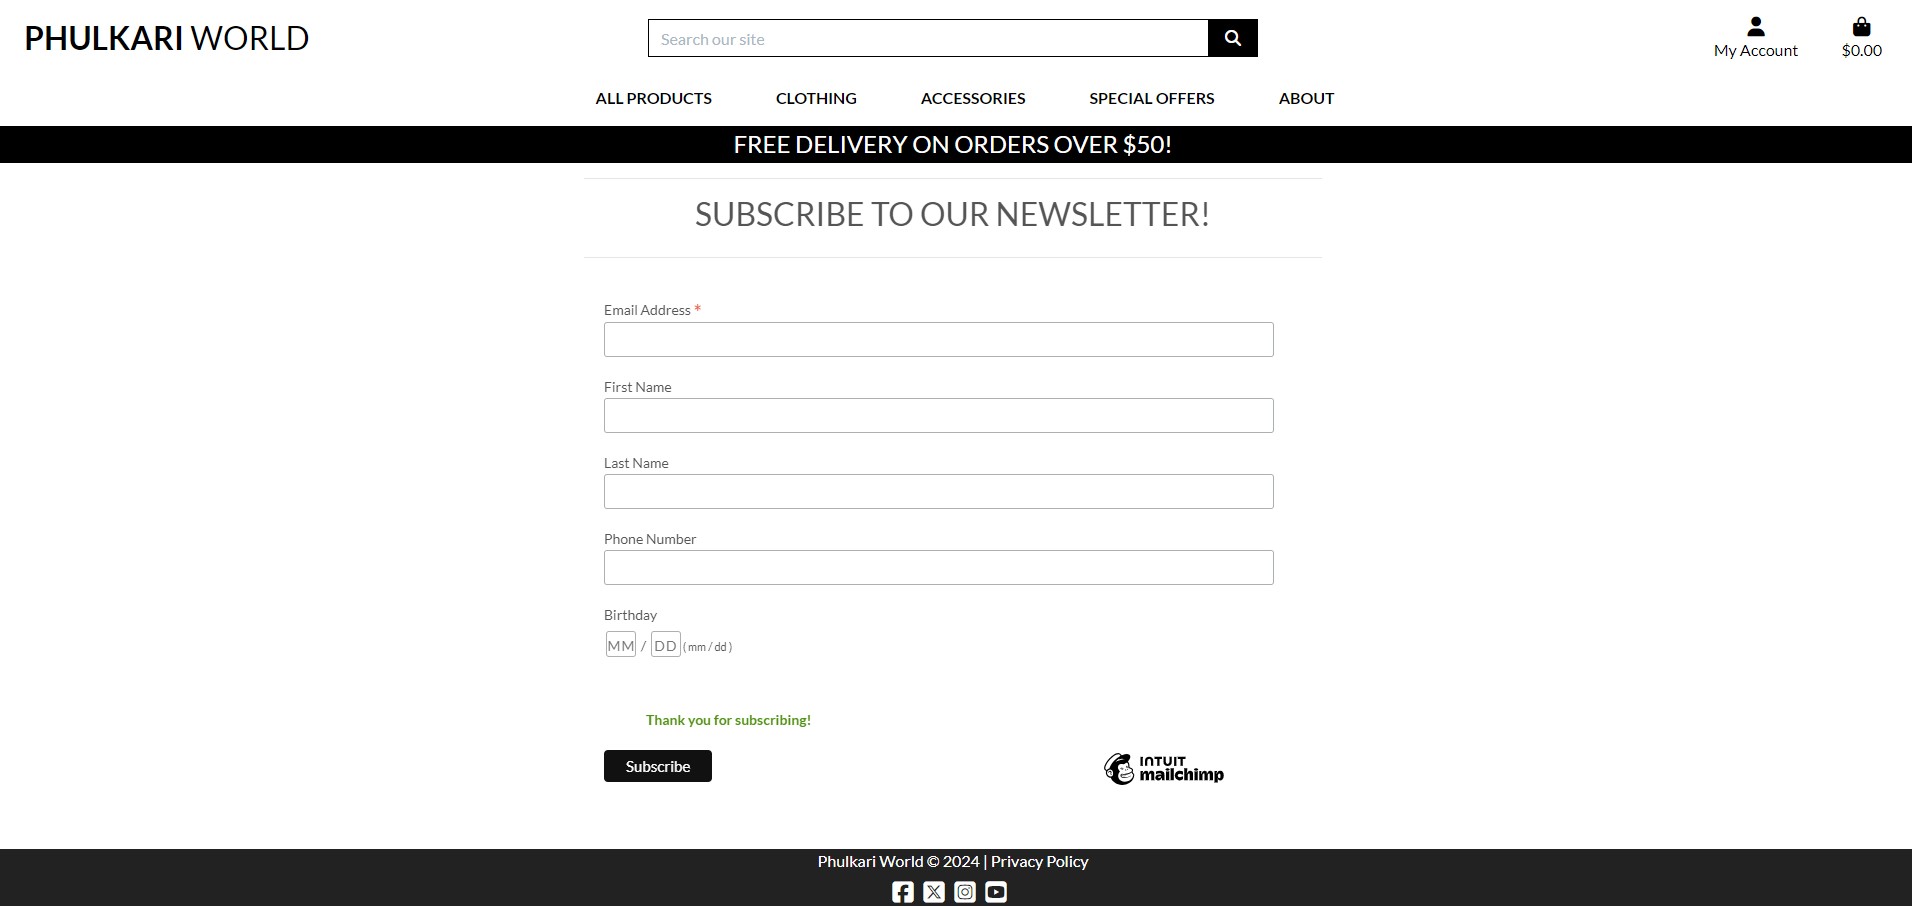 PHULKARI WORLD
Search our site
My Account
$0.00
ALL PRODUCTS CLOTHING ACCESSORIES SPECIAL OFFERS ABOUT
FREE DELIVERY ON ORDERS OVER $50!
SUBSCRIBE TO OUR NEWSLETTER!
Email Address *
First Name
Last Name
Phone Number
Birthday
MM / DD ( mm / dd )
Thank you for subscribing!
Subscribe
INTUIT
mailchimp
Phulkari World © 2024 | Privacy Policy